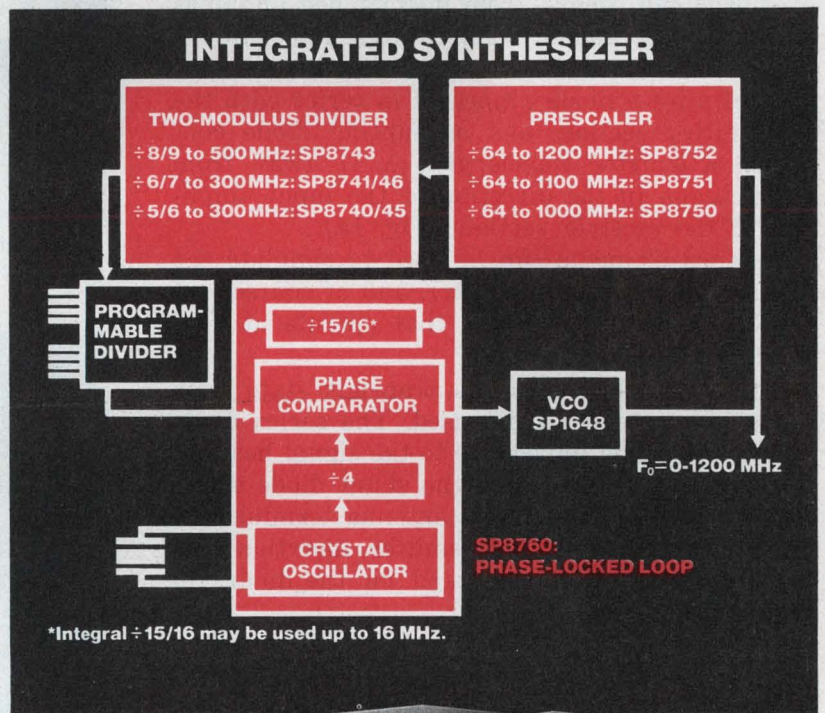 INTEGRATED SYNTHESIZER
TWO-MODULUS DIVIDER
÷8/9 to 500MHz: SP8743
÷6/7 to 300MHz: SP8741/46
÷5/6 to 300MHz: SP8740/45
PRESCALER
÷64 to 1200 MHz: SP8752
÷64 to 1100 MHz: SP8751
÷64 to 1000 MHz: SP8750
PROGRAM-
MABLE
DIVIDER
÷15/16*
PHASE
COMPARATOR
VCO
SP1648
F₀=0-1200 MHz
÷4
CRYSTAL
OSCILLATOR
SP8760:
PHASE-LOCKED LOOP
*Integral ÷15/16 may be used up to 16 MHz.